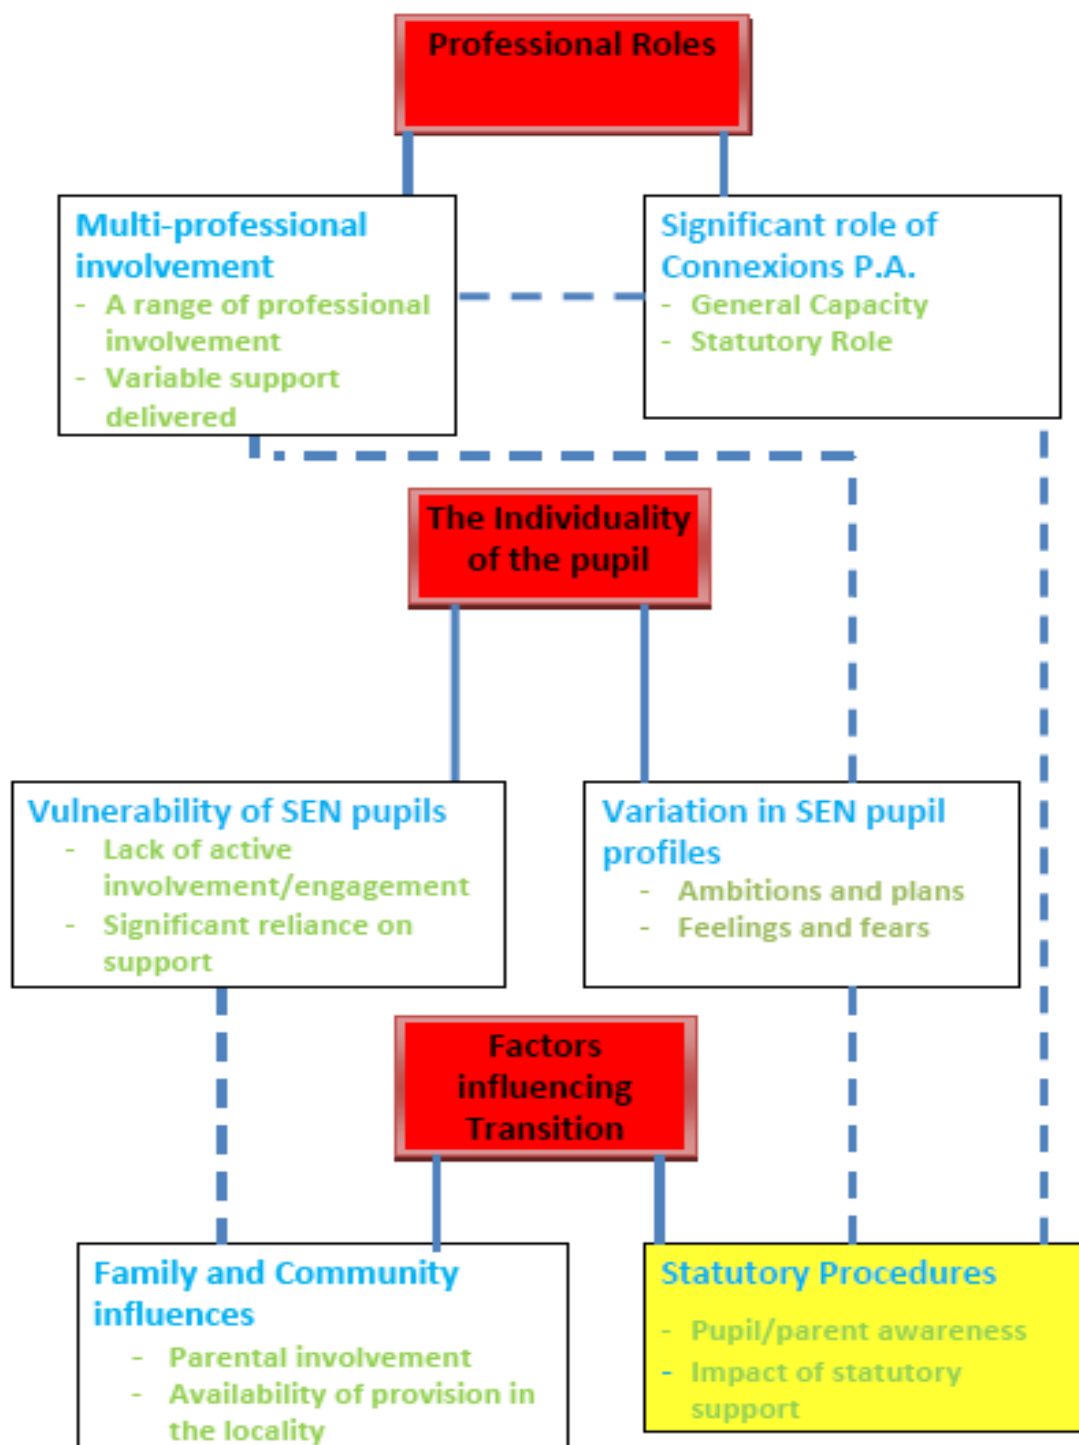 Professional Roles
Multi-professional
involvement
- A range of professional
involvement
- Variable support
delivered
Significant role of
Connexions P.A.
- General Capacity
- Statutory Role
The Individuality
of the pupil
Vulnerability of SEN pupils
- Lack of active
involvement/engagement
- Significant reliance on
support
Variation in SEN pupil
profiles
- Ambitions and plans
- Feelings and fears
Factors
influencing
Transition
Family and Community
influences
- Parental involvement
- Availability of provision in
the locality
Statutory Procedures
- Pupil/parent awareness
- Impact of statutory
support